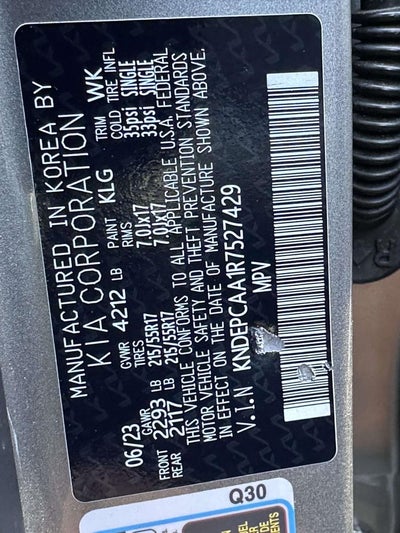 MANUFACTURED IN KOREA BY
KIA CORPORATION
06/23 GVWR 4212 LB PAINT KLG TRIM WK
GAWR TIRES RIMS COLD TIRE INFL
FRONT 2293 LB 215/55R17 7.0Jx17 35psi SINGLE
REAR 2117 LB 215/55R17 7.0Jx17 33psi SINGLE
THIS VEHICLE CONFORMS TO ALL APPLICABLE U.S.A. FEDERAL
MOTOR VEHICLE SAFETY AND THEFT PREVENTION STANDARDS
IN EFFECT ON THE DATE OF MANUFACTURE SHOWN ABOVE.
V.I.N KNDEPCAA1R7527429
MPV
Q30